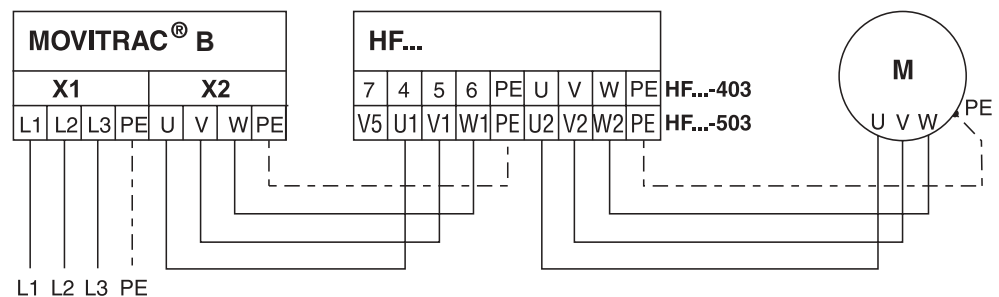 MOVITRAC® B
X1 X2
L1 L2 L3 PE U V W PE
L1 L2 L3 PE
HF...
7 4 5 6 PE U V W PE HF...-403
V5 U1 V1 W1 PE U2 V2 W2 PE HF...-503
M
U V W PE